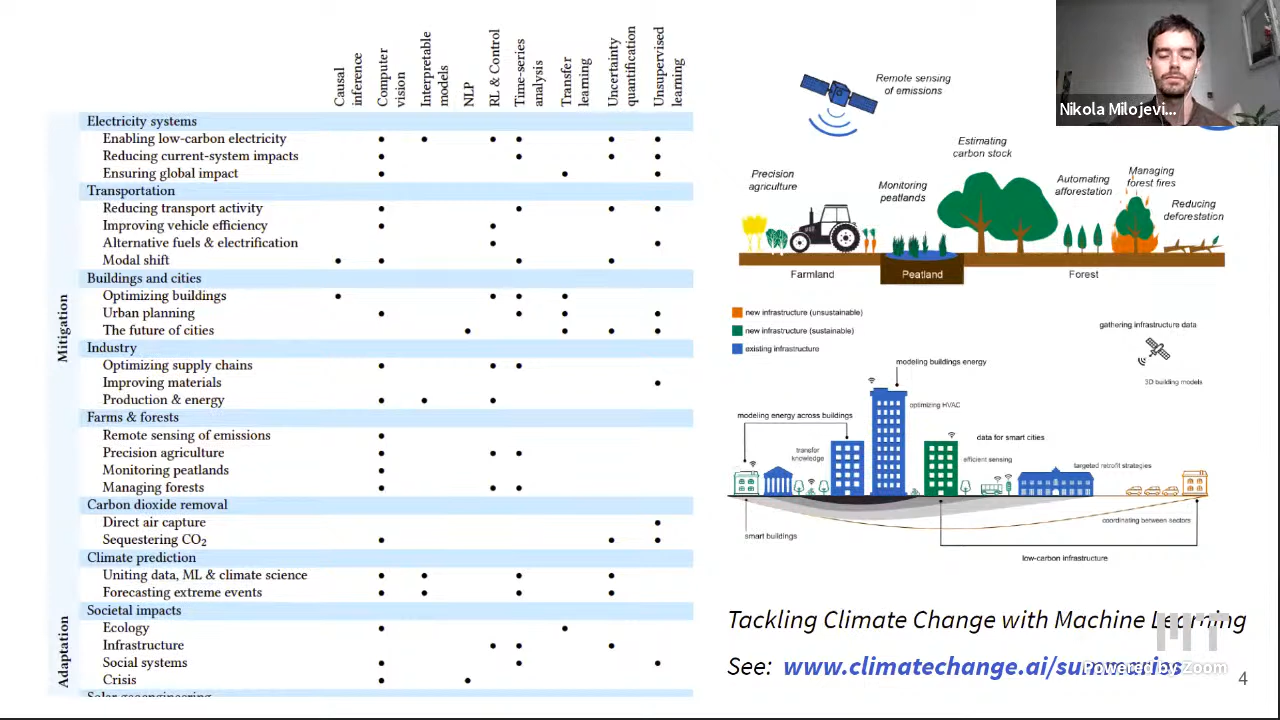 Causal
inference
Computer
vision
Interpretable
models
NLP
RL & Control
Time-series
analysis
Transfer
learning
Uncertainty
quantification
Unsupervised
learning
Mitigation
Electricity systems
Enabling low-carbon electricity
Reducing current-system impacts
Ensuring global impact
Transportation
Reducing transport activity
Improving vehicle efficiency
Alternative fuels & electrification
Modal shift
Buildings and cities
Optimizing buildings
Urban planning
The future of cities
Industry
Optimizing supply chains
Improving materials
Production & energy
Farms & forests
Remote sensing of emissions
Precision agriculture
Monitoring peatlands
Managing forests
Carbon dioxide removal
Direct air capture
Sequestering CO₂
Climate prediction
Uniting data, ML & climate science
Forecasting extreme events
Adaptation
Societal impacts
Ecology
Infrastructure
Social systems
Crisis
Solar geoengineering
Nikola Milojevi...
Remote sensing
of emissions
Estimating
carbon stock
Precision
agriculture
Monitoring
peatlands
Automating
afforestation
Managing
forest fires
Reducing
deforestation
Farmland
Peatland
Forest
new infrastructure (unsustainable)
new infrastructure (sustainable)
existing infrastructure
gathering infrastructure data
3D building models
modeling buildings energy
optimizing HVAC
modeling energy across buildings
transfer
knowledge
data for smart cities
efficient sensing
targeted retrofit strategies
coordinating between sectors
smart buildings
low-carbon infrastructure
Tackling Climate Change with Machine Learning
See: www.climatechange.ai/summaries
MIT
Powered by Zoom
4